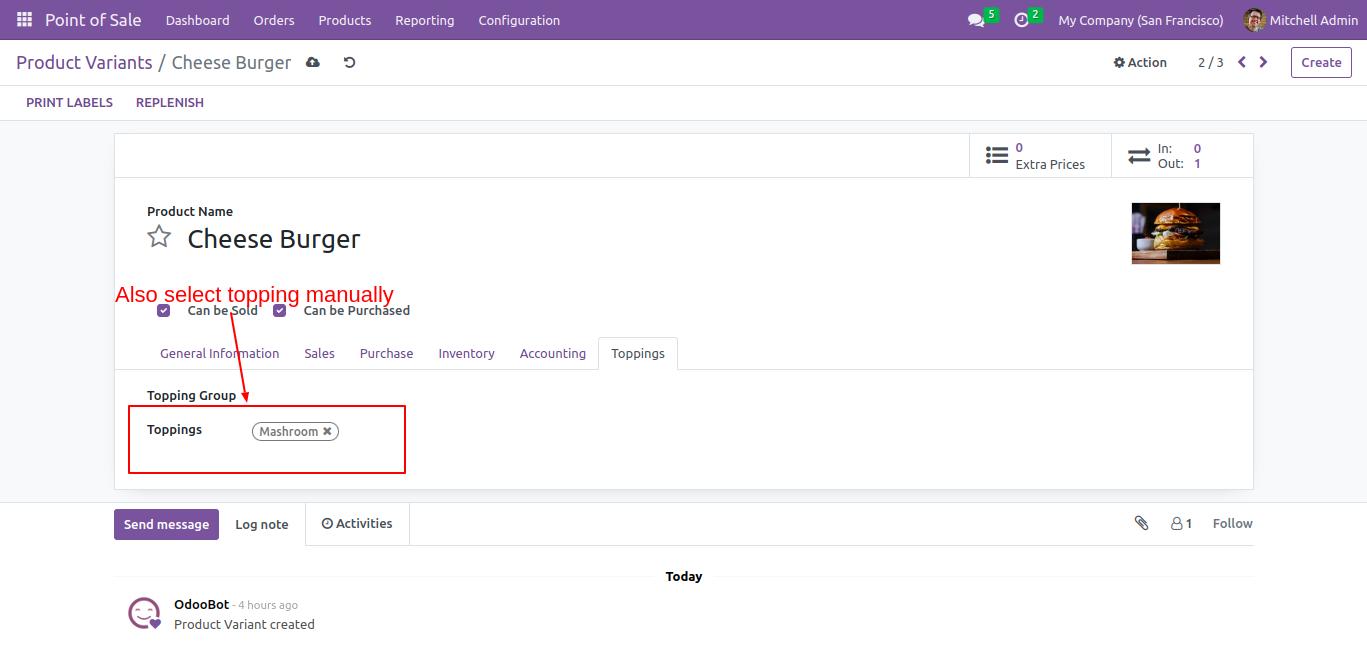 Point of Sale Dashboard Orders Products Reporting Configuration 5 2 My Company (San Francisco) Mitchell Admin
Product Variants / Cheese Burger Action 2 / 3 Create
PRINT LABELS REPLENISH
0
Extra Prices
In: 0
Out: 1
Product Name
Cheese Burger
Also select topping manually
Can be Sold Can be Purchased
General Information Sales Purchase Inventory Accounting Toppings
Topping Group
Toppings Mashroom ✖
Send message Log note Activities 1 Follow
Today
OdooBot - 4 hours ago
Product Variant created